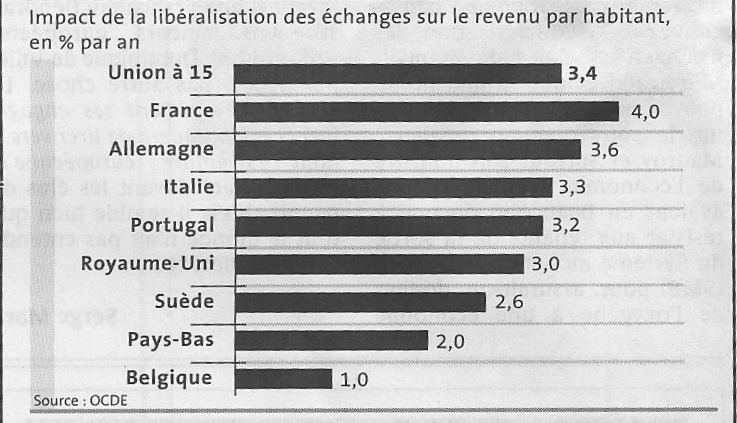 Impact de la libéralisation des échanges sur le revenu par habitant,
en % par an
Union à 15 3,4
France 4,0
Allemagne 3,6
Italie 3,3
Portugal 3,2
Royaume-Uni 3,0
Suède 2,6
Pays-Bas 2,0
Belgique 1,0
Source : OCDE